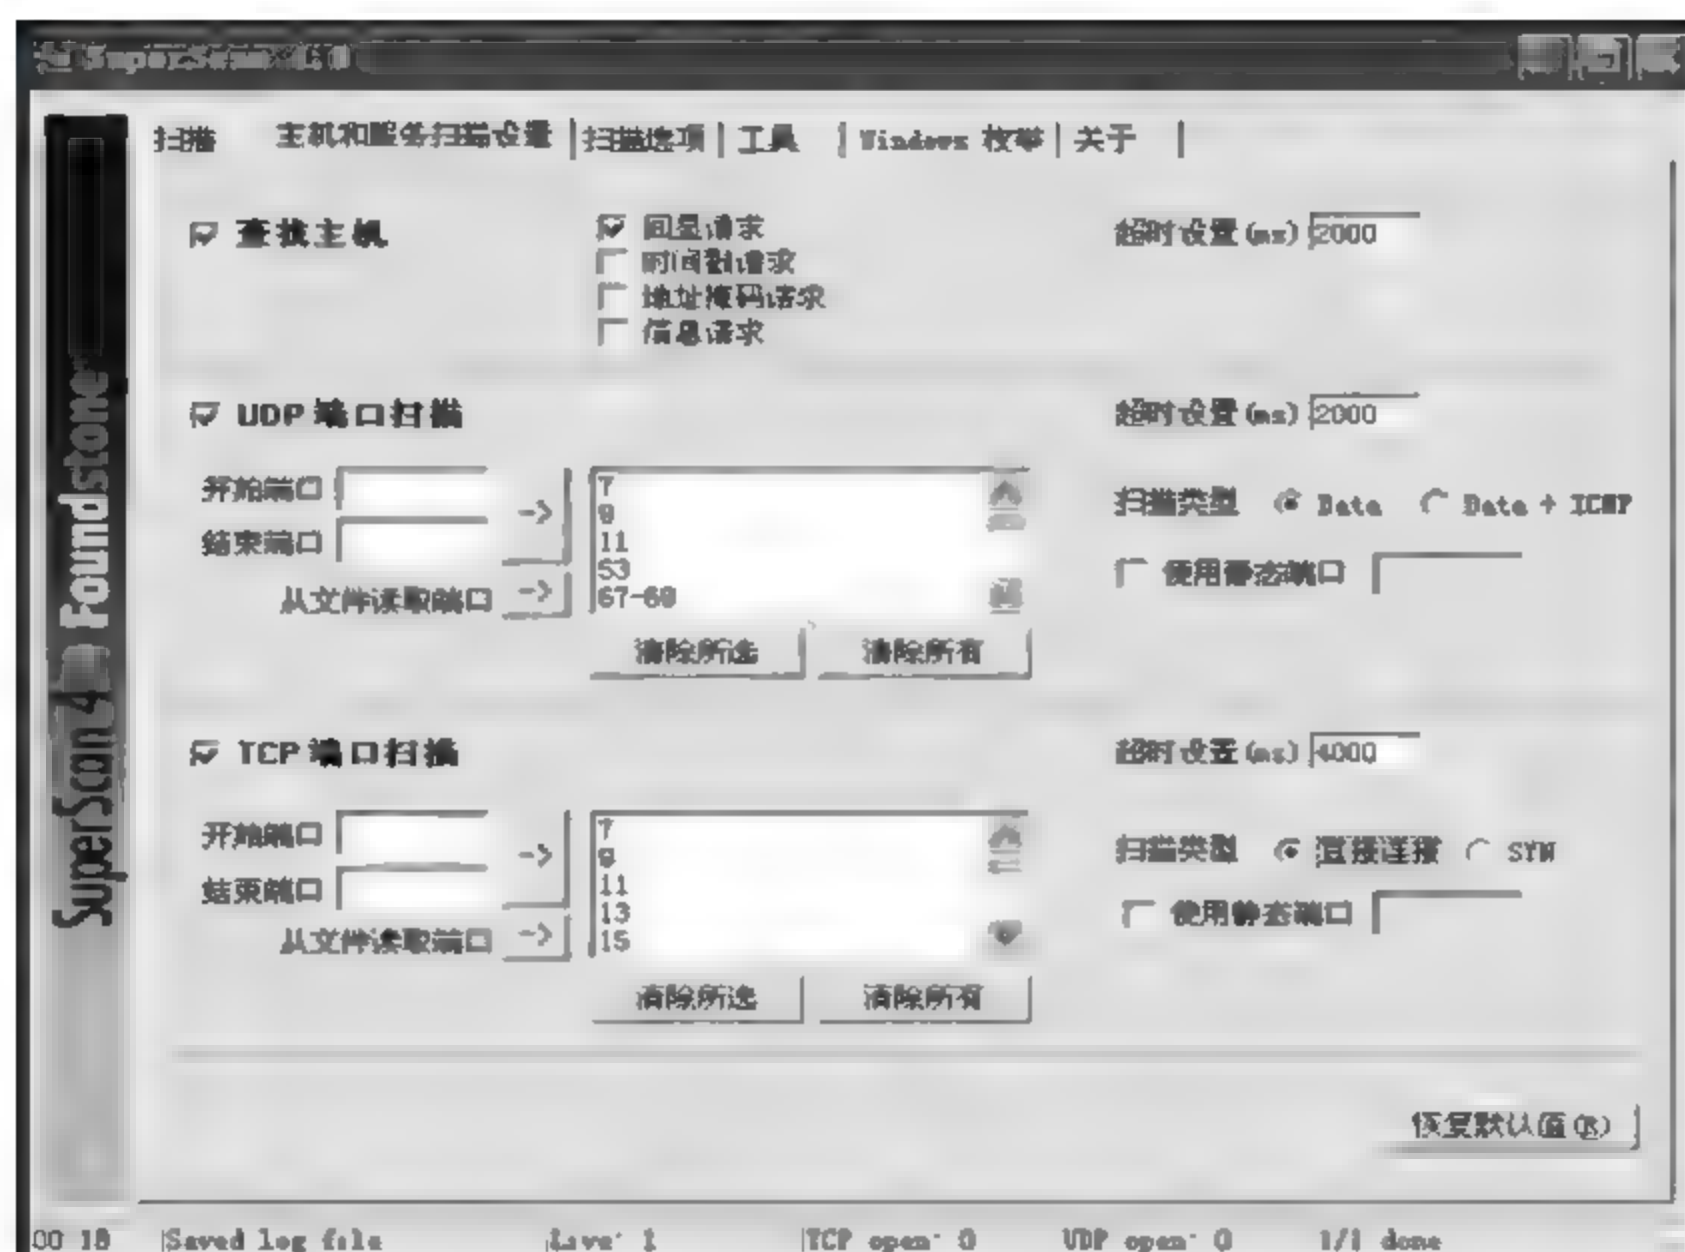 SuperScan 4.0
扫描 主机和服务扫描设置 扫描选项 工具 Windows 枚举 关于
查找主机 回显请求 超时设置(ms) 2000
时间戳请求
地址掩码请求
信息请求
UDP 端口扫描 超时设置(ms) 2000
开始端口 7
9
扫描类型 Data Data + ICMP
结束端口 -> 11
53
使用静态端口
从文件读取端口 -> 67-69
清除所选 清除所有
TCP 端口扫描 超时设置(ms) 4000
开始端口 7
9
扫描类型 直接连接 SYN
结束端口 -> 11
13
使用静态端口
从文件读取端口 -> 15
清除所选 清除所有
恢复默认值(R)
SuperScan 4 Foundstone
Saved log file Live: 1 TCP open: 0 UDP open: 0 1/1 done